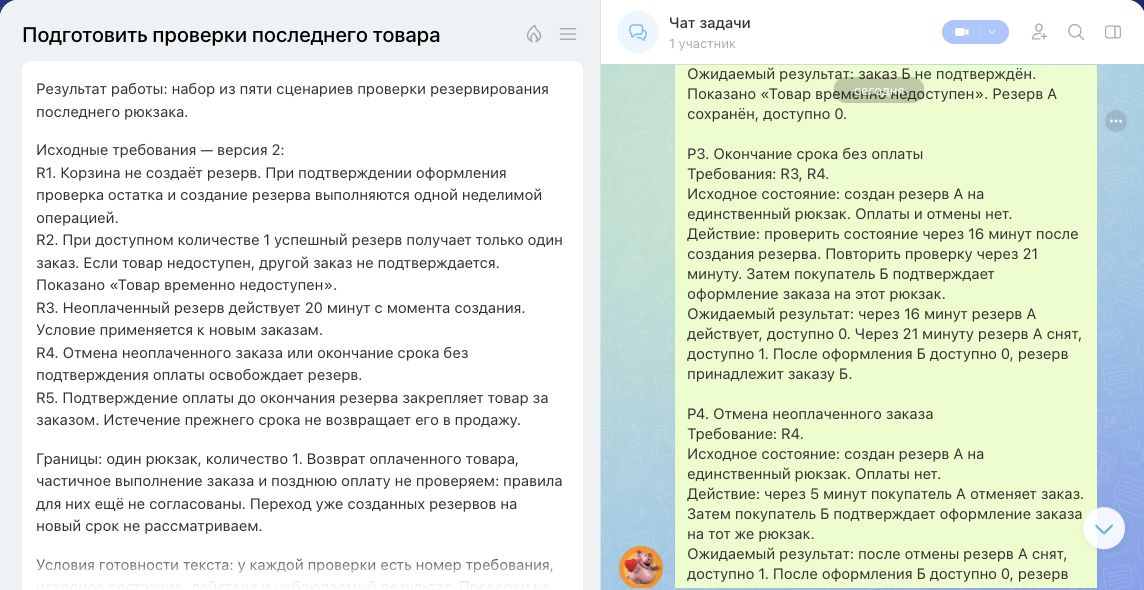 Подготовить проверки последнего товара
Результат работы: набор из пяти сценариев проверки резервирования
последнего рюкзака.
Исходные требования — версия 2:
R1. Корзина не создаёт резерв. При подтверждении оформления
проверка остатка и создание резерва выполняются одной неделимой
операцией.
R2. При доступном количестве 1 успешный резерв получает только один
заказ. Если товар недоступен, другой заказ не подтверждается.
Показано «Товар временно недоступен».
R3. Неоплаченный резерв действует 20 минут с момента создания.
Условие применяется к новым заказам.
R4. Отмена неоплаченного заказа или окончание срока без
подтверждения оплаты освобождает резерв.
R5. Подтверждение оплаты до окончания резерва закрепляет товар за
заказом. Истечение прежнего срока не возвращает его в продажу.
Границы: один рюкзак, количество 1. Возврат оплаченного товара,
частичное выполнение заказа и позднюю оплату не проверяем: правила
для них ещё не согласованы. Переход уже созданных резервов на
новый срок не рассматриваем.
Условия готовности текста: у каждой проверки есть номер требования,
исходное состояние, действия и наблюдаемый результат. Проверки не
Чат задачи
1 участник
сегодня
Ожидаемый результат: заказ Б не подтверждён.
Показано «Товар временно недоступен». Резерв А
сохранён, доступно 0.
P3. Окончание срока без оплаты
Требования: R3, R4.
Исходное состояние: создан резерв А на
единственный рюкзак. Оплаты и отмены нет.
Действие: проверить состояние через 16 минут после
создания резерва. Повторить проверку через 21
минуту. Затем покупатель Б подтверждает
оформление заказа на этот рюкзак.
Ожидаемый результат: через 16 минут резерв А
действует, доступно 0. Через 21 минуту резерв А снят,
доступно 1. После оформления Б доступно 0, резерв
принадлежит заказу Б.
P4. Отмена неоплаченного заказа
Требование: R4.
Исходное состояние: создан резерв А на
единственный рюкзак. Оплаты нет.
Действие: через 5 минут покупатель А отменяет заказ.
Затем покупатель Б подтверждает оформление заказа
на тот же рюкзак.
Ожидаемый результат: после отмены резерв А снят,
доступно 1. После оформления Б доступно 0, резерв